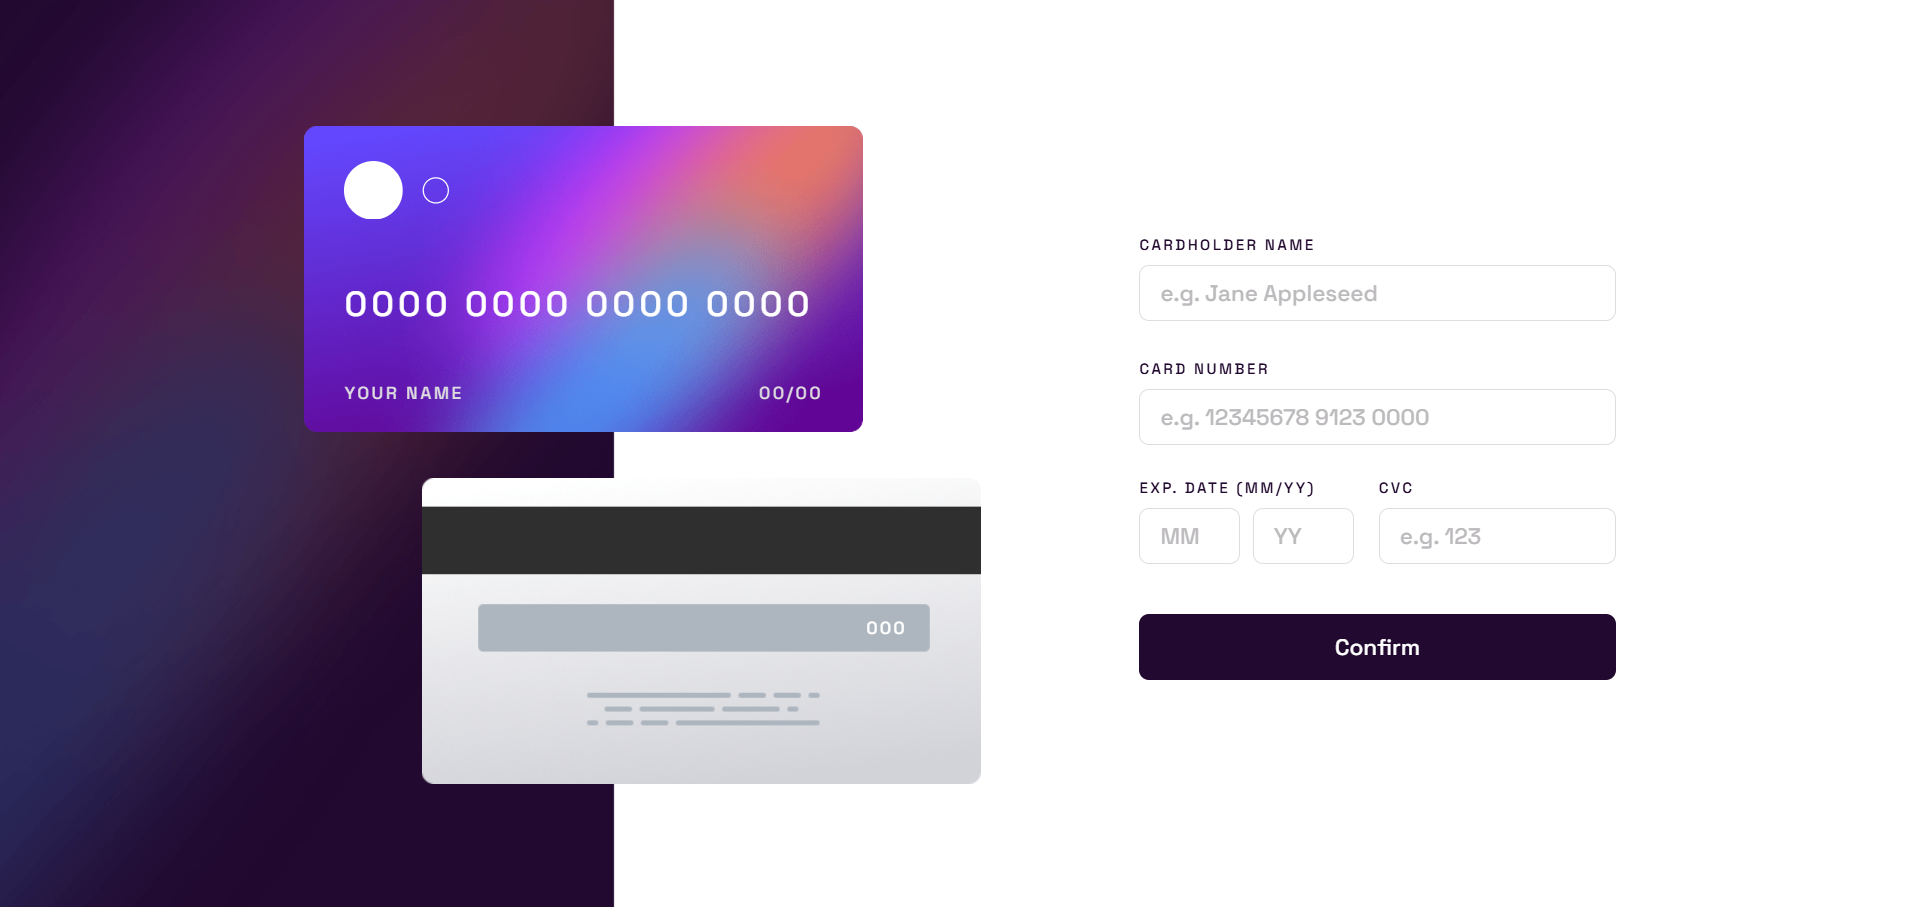 0000 0000 0000 0000
YOUR NAME
00/00
000
CARDHOLDER NAME
e.g. Jane Appleseed
CARD NUMBER
e.g. 12345678 9123 0000
EXP. DATE (MM/YY)
CVC
MM
YY
e.g. 123
Confirm